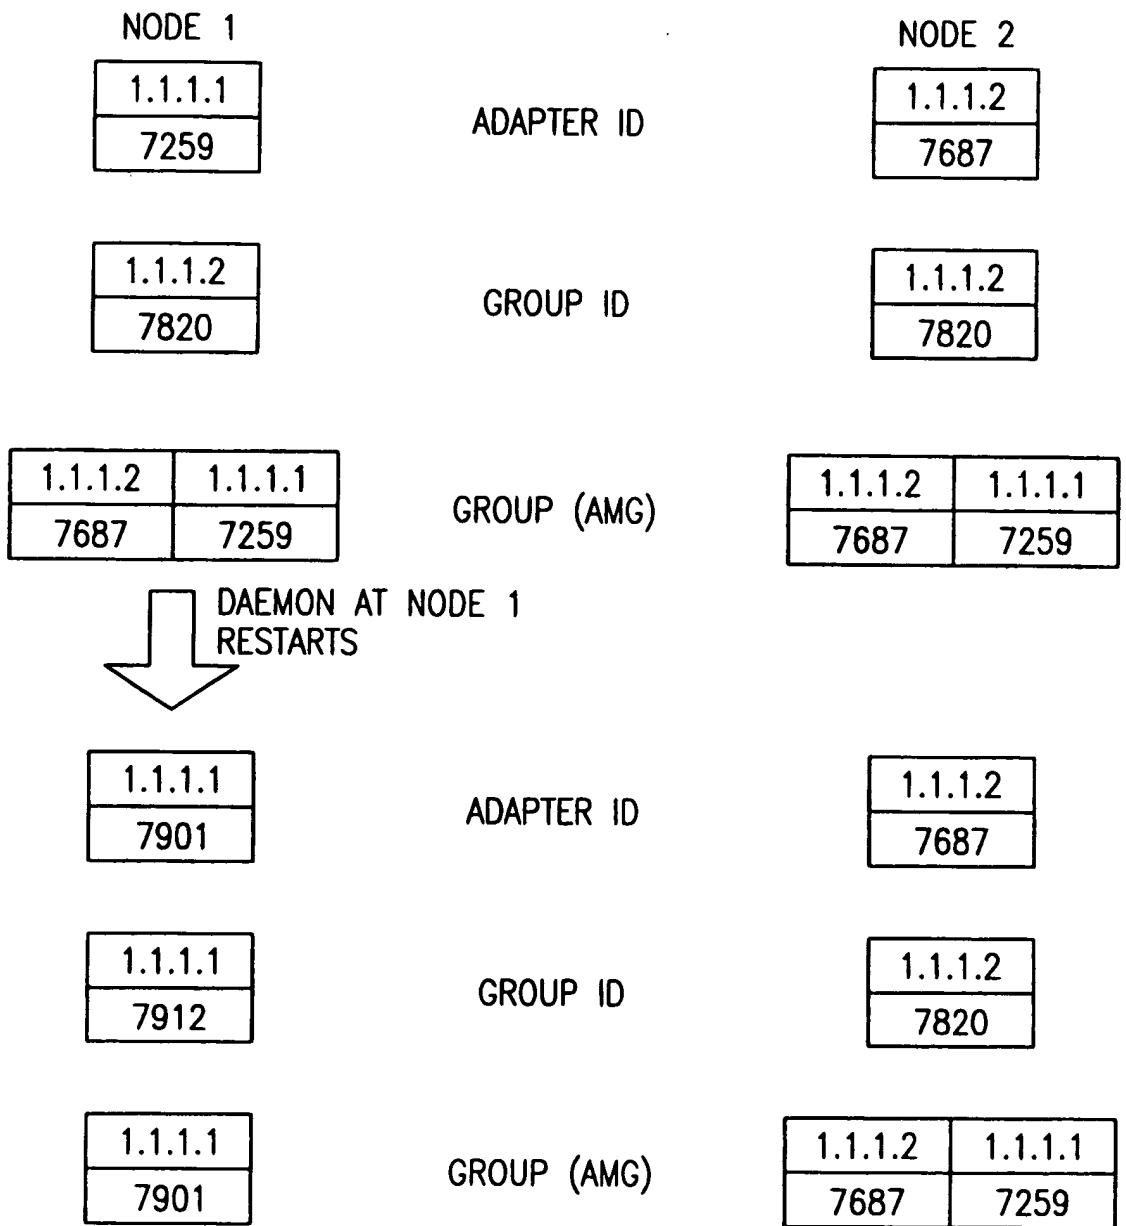 NODE 1
NODE 2
1.1.1.1
7259
ADAPTER ID
1.1.1.2
7687
1.1.1.2
7820
GROUP ID
1.1.1.2
7820
1.1.1.2 1.1.1.1
7687 7259
GROUP (AMG)
1.1.1.2 1.1.1.1
7687 7259
DAEMON AT NODE 1
RESTARTS
1.1.1.1
7901
ADAPTER ID
1.1.1.2
7687
1.1.1.1
7912
GROUP ID
1.1.1.2
7820
1.1.1.1
7901
GROUP (AMG)
1.1.1.2 1.1.1.1
7687 7259